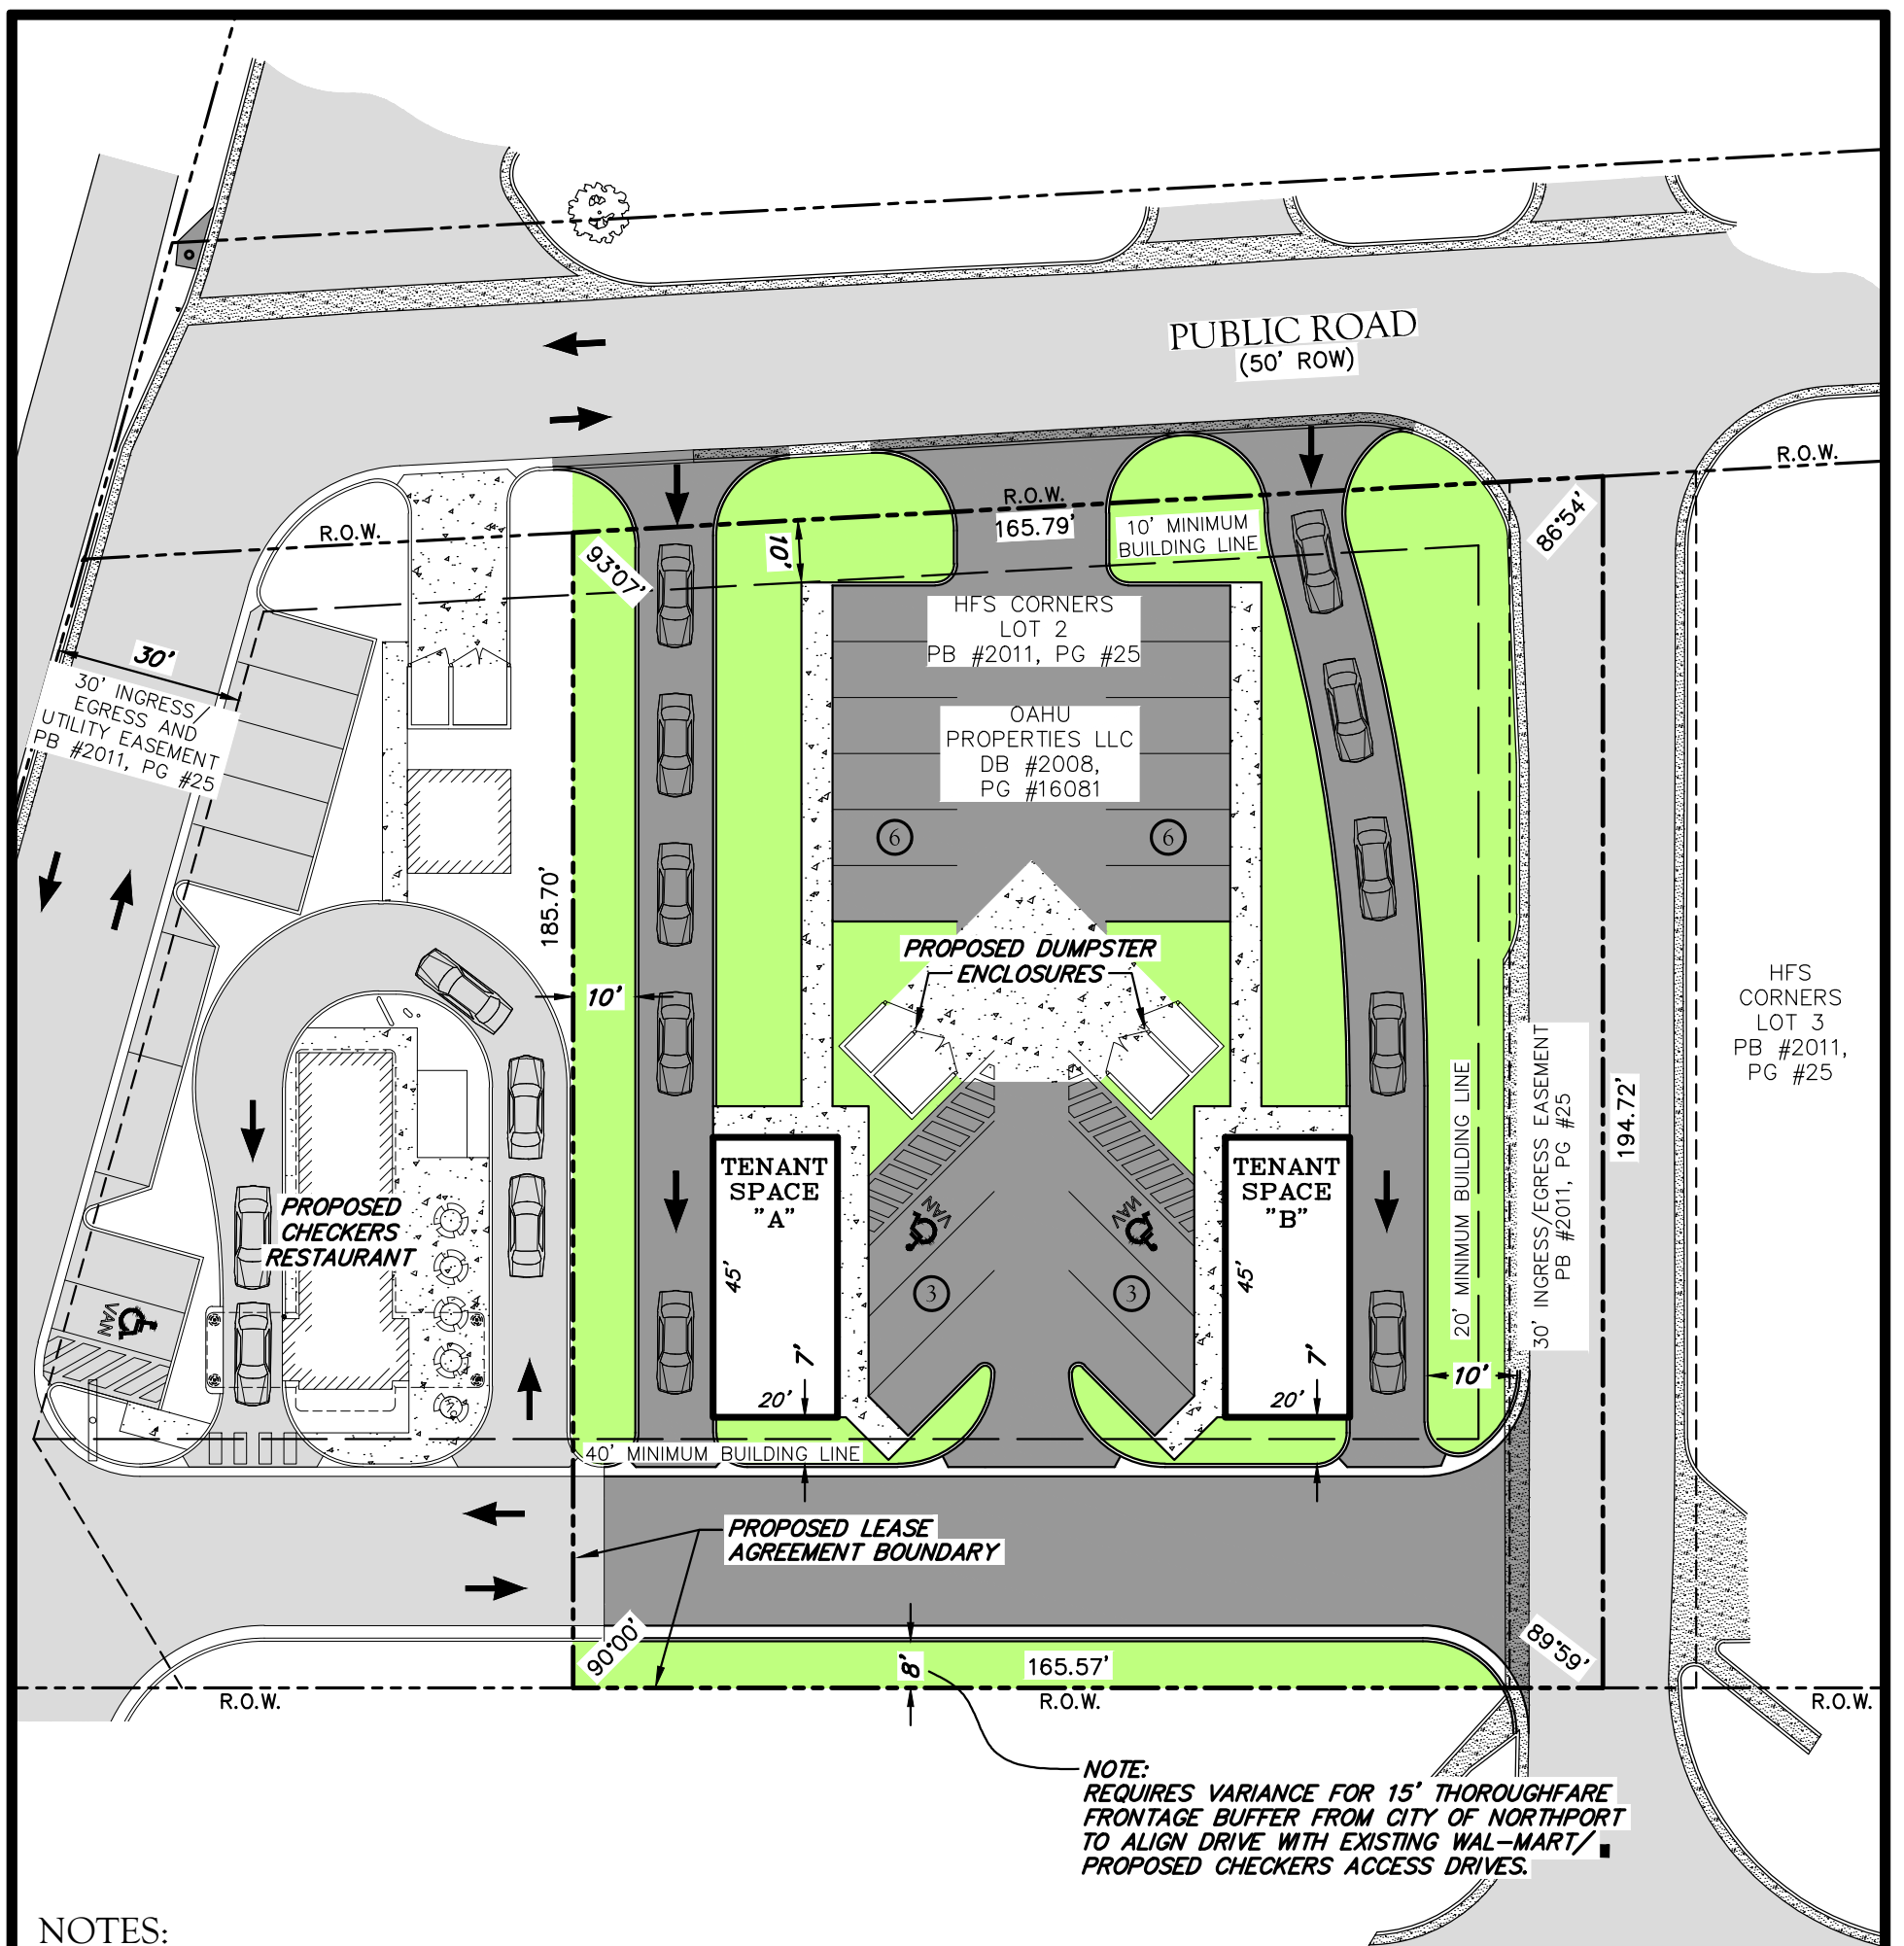 PUBLIC ROAD
(50' ROW)
R.O.W.
R.O.W.
165.79'
10' MINIMUM
BUILDING LINE
86°54'
R.O.W.
93°07'
10'
HFS CORNERS
LOT 2
PB #2011, PG #25
30'
30' INGRESS/
EGRESS AND
UTILITY EASEMENT
PB #2011, PG #25
OAHU
PROPERTIES LLC
DB #2008,
PG #16081
6
6
185.70'
PROPOSED DUMPSTER
ENCLOSURES
10'
HFS
CORNERS
LOT 3
PB #2011,
PG #25
30' INGRESS/EGRESS EASEMENT
PB #2011, PG #25
194.72'
20' MINIMUM BUILDING LINE
TENANT
SPACE
"A"
45'
20'
7'
TENANT
SPACE
"B"
45'
20'
7'
VAN
VAN
3
3
PROPOSED
CHECKERS
RESTAURANT
VAN
10'
40' MINIMUM BUILDING LINE
PROPOSED LEASE
AGREEMENT BOUNDARY
90°00'
8'
165.57'
89°59'
R.O.W.
R.O.W.
R.O.W.
NOTE:
REQUIRES VARIANCE FOR 15' THOROUGHFARE
FRONTAGE BUFFER FROM CITY OF NORTHPORT
TO ALIGN DRIVE WITH EXISTING WAL-MART/
PROPOSED CHECKERS ACCESS DRIVES.
NOTES: